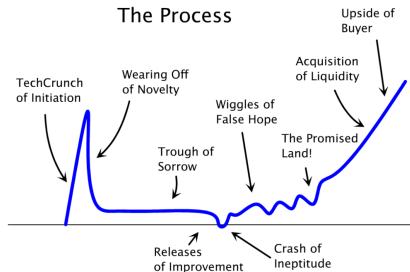 The Process
Upside of
Buyer
Acquisition
of Liquidity
TechCrunch
of Initiation
Wearing Off
of Novelty
Wiggles of
False Hope
Trough of
Sorrow
The Promised
Land!
Releases
of Improvement
Crash of
Ineptitude